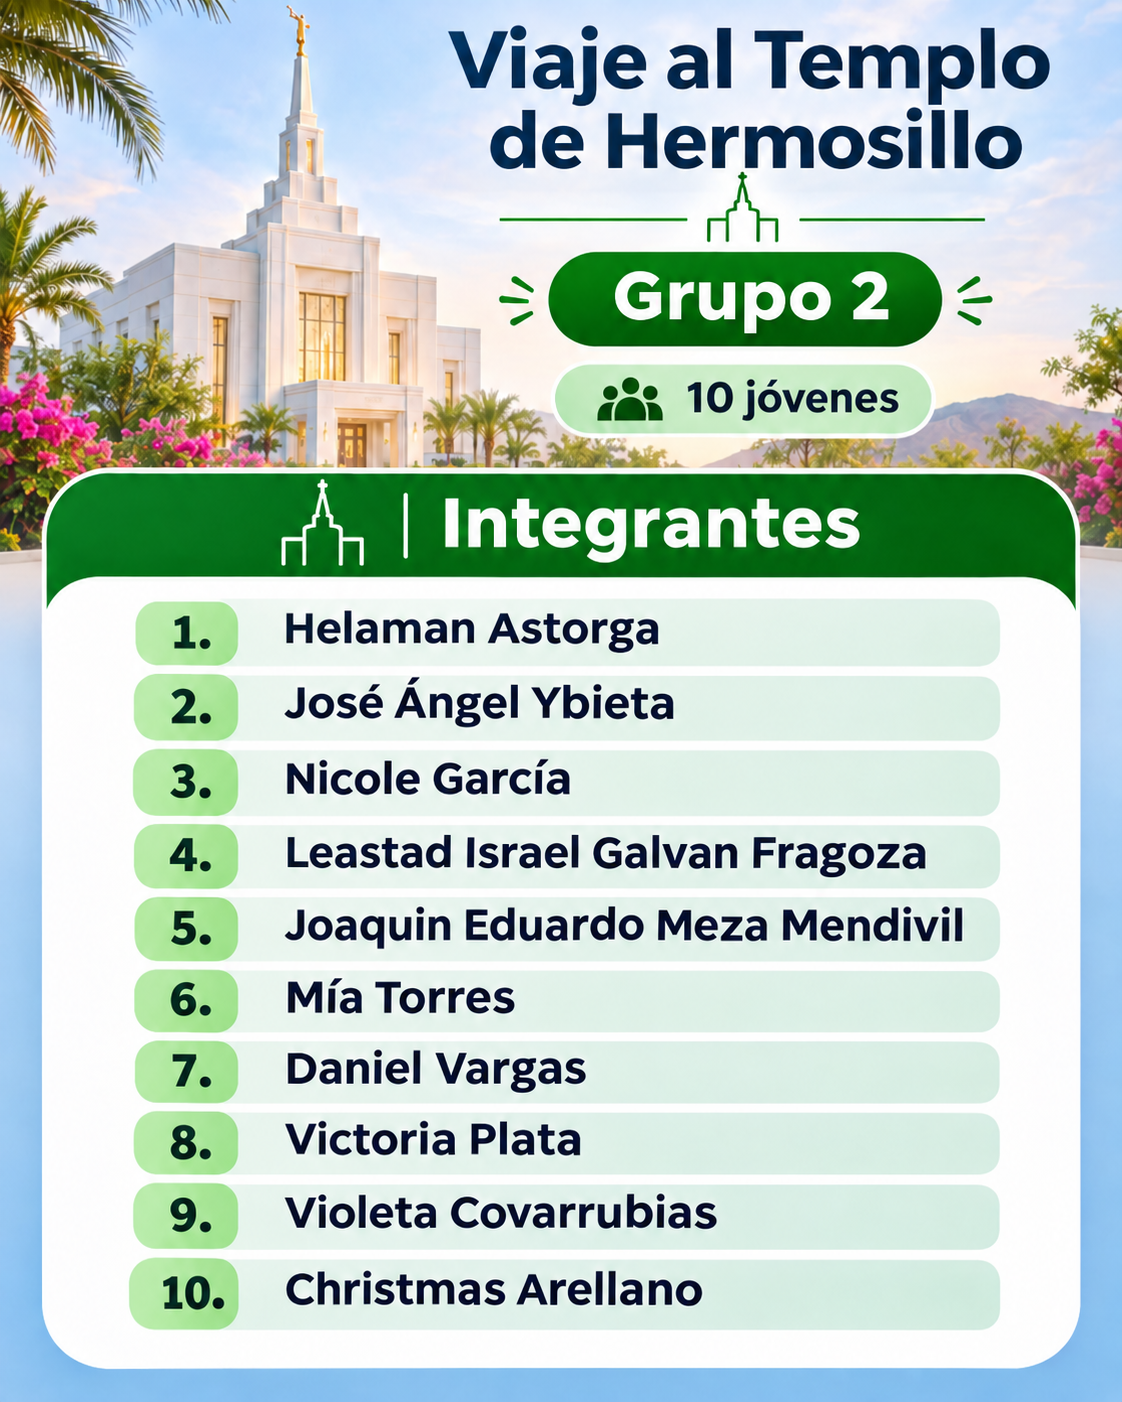 Viaje al Templo
de Hermosillo
Grupo 2
10 jóvenes
Integrantes
1. Helaman Astorga
2. José Ángel Ybieta
3. Nicole García
4. Leastad Israel Galvan Fragoza
5. Joaquin Eduardo Meza Mendivil
6. Mía Torres
7. Daniel Vargas
8. Victoria Plata
9. Violeta Covarrubias
10. Christmas Arellano